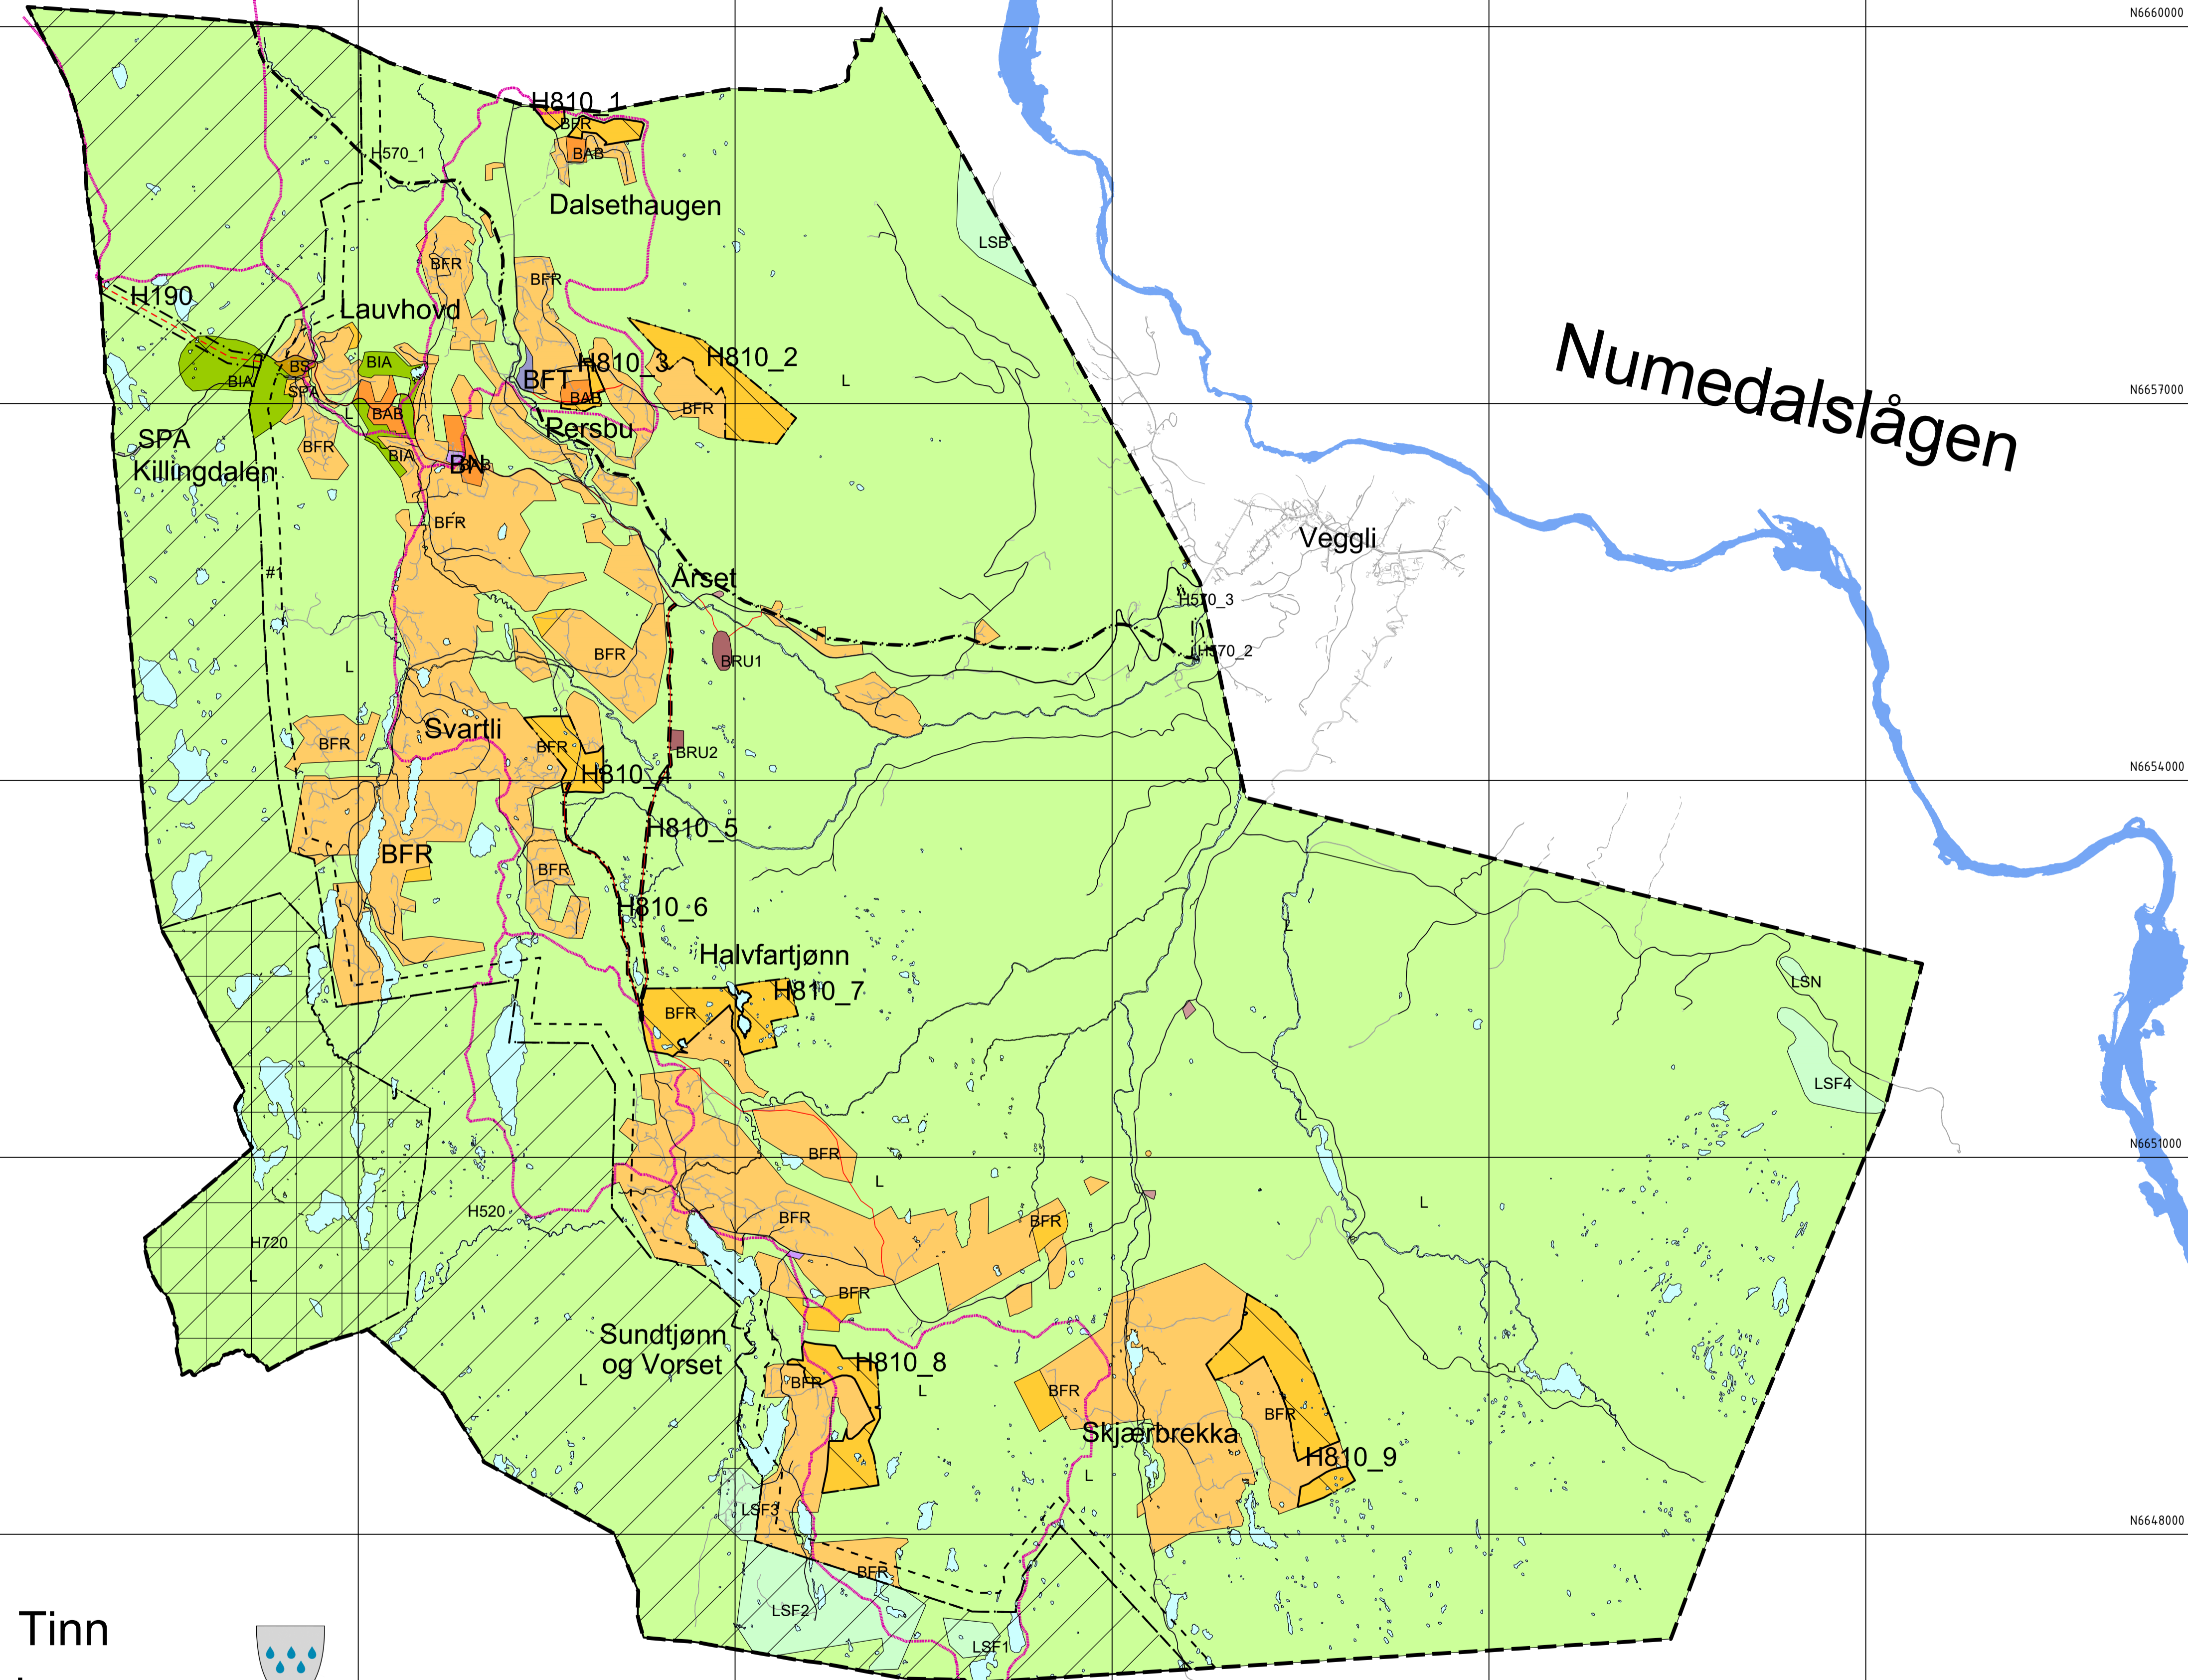 N6660000
H810_1
BFR
BAB
H570_1
Dalsethaugen
LSB
BFR
BFR
H190
Lauvhovd
Numedalslågen
BIA
BS
BIA
SPA
H810_3
H810_2
BFT
L
BAB
BFR
N6657000
L
BAB
Persbu
SPA
Killingdalen
BFR
BIA
BN
BAB
BFR
Veggli
#
Årset
H570_3
BFR
BRU1
H570_2
L
Svartli
BFR
BFR
BRU2
H810_4
N6654000
H810_5
BFR
BFR
H810_6
L
Halvfartjønn
H810_7
LSN
BFR
LSF4
L
N6651000
BFR
L
L
H520
BFR
BFR
H720
L
BFR
Sundtjønn
og Vorset
H810_8
L
BFR
L
BFR
BFR
Skjærbrekka
H810_9
L
LSF3
N6648000
BFR
LSF2
LSF1
Tinn